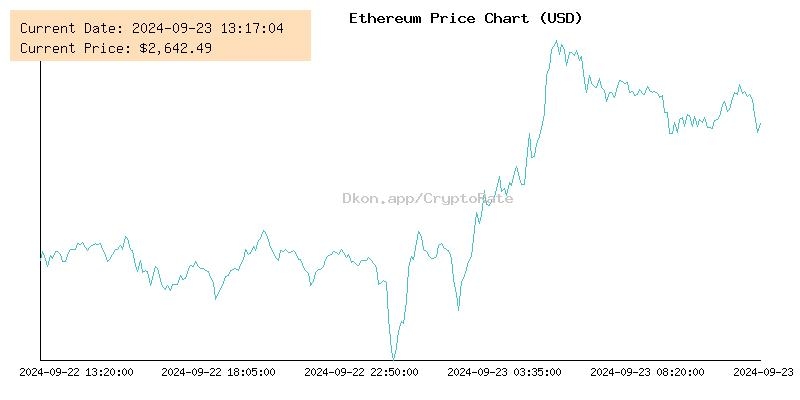 Ethereum Price Chart (USD)
Current Date: 2024-09-23 13:17:04
Current Price: $2,642.49
Dkon.app/CryptoRate
2024-09-22 13:20:00 2024-09-22 18:05:00 2024-09-22 22:50:00 2024-09-23 03:35:00 2024-09-23 08:20:00 2024-09-23